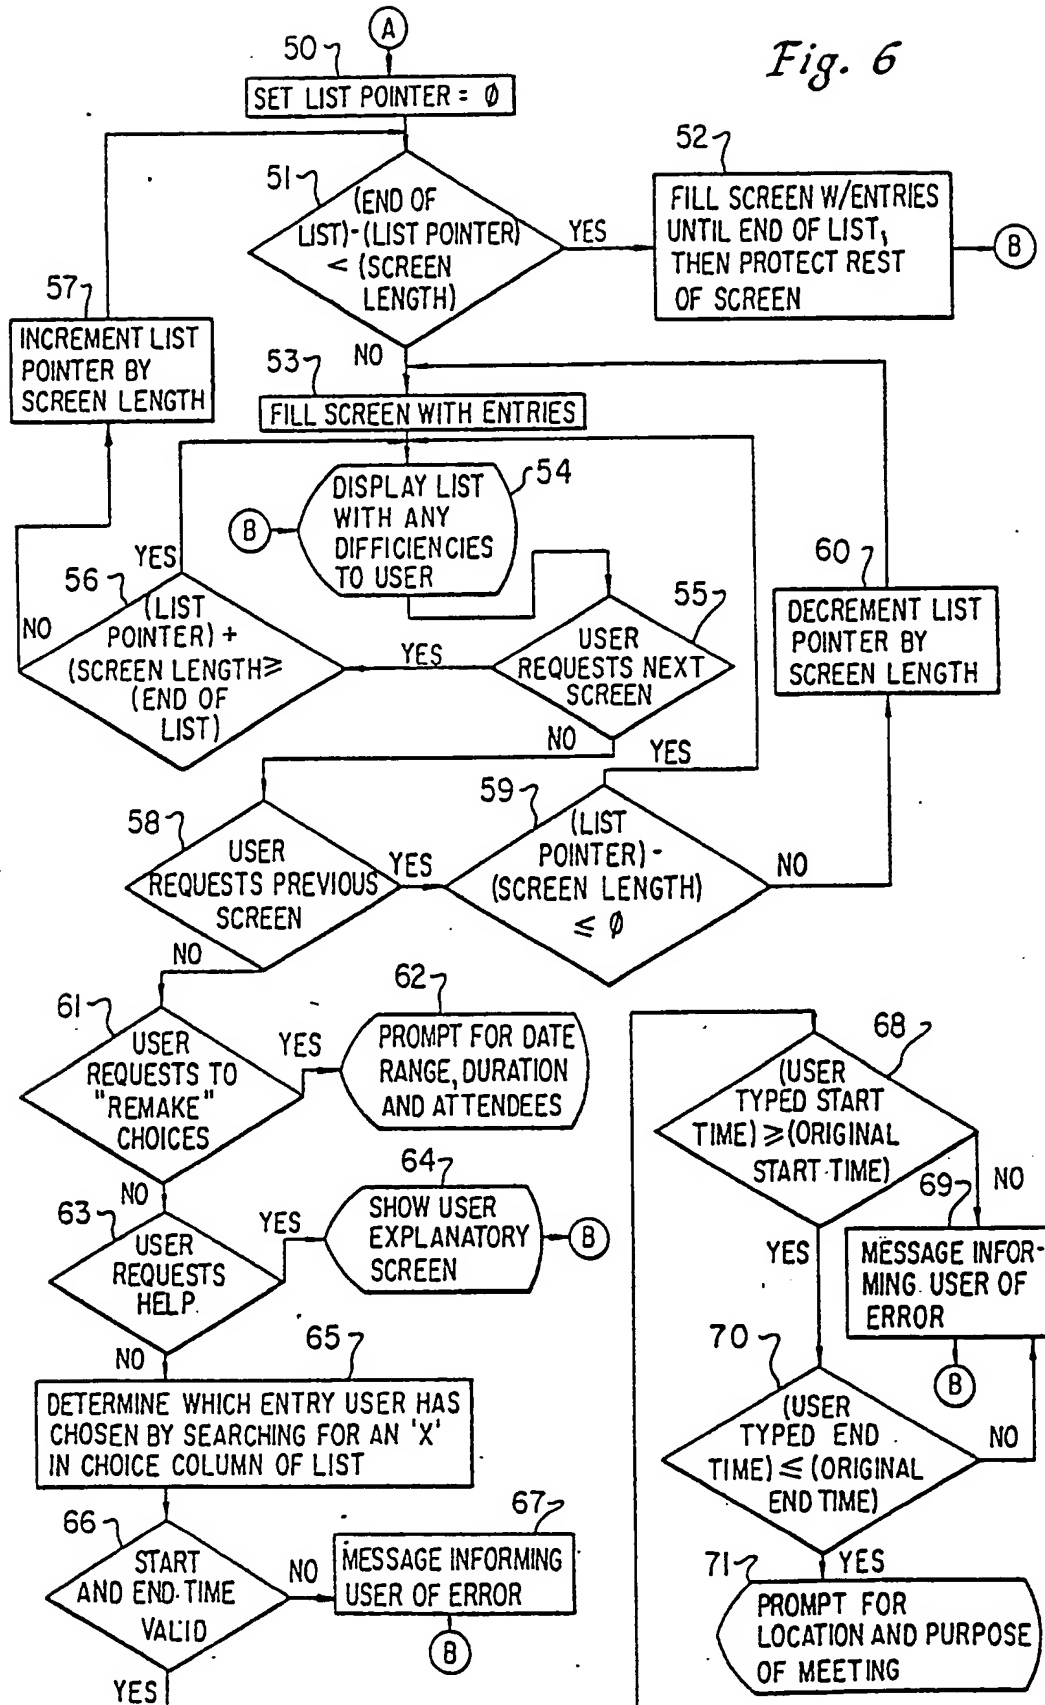 A
Fig. 6
50
SET LIST POINTER = ∅
51
(END OF
LIST)-(LIST POINTER)
< (SCREEN
LENGTH)
YES
NO
52
FILL SCREEN W/ENTRIES
UNTIL END OF LIST,
THEN PROTECT REST
OF SCREEN
B
57
INCREMENT LIST
POINTER BY
SCREEN LENGTH
53
FILL SCREEN WITH ENTRIES
54
DISPLAY LIST
WITH ANY
DIFFICIENCIES
TO USER
B
56
YES
NO
(LIST
POINTER) +
(SCREEN LENGTH≥
(END OF
LIST)
55
USER
REQUESTS NEXT
SCREEN
YES
NO
60
DECREMENT LIST
POINTER BY
SCREEN LENGTH
58
USER
REQUESTS PREVIOUS
SCREEN
YES
NO
59
YES
(LIST
POINTER)-
(SCREEN LENGTH)
≤ ∅
NO
61
USER
REQUESTS TO
"REMAKE"
CHOICES
YES
NO
62
PROMPT FOR DATE
RANGE, DURATION
AND ATTENDEES
63
USER
REQUESTS
HELP
YES
NO
64
SHOW USER
EXPLANATORY
SCREEN
B
65
DETERMINE WHICH ENTRY USER HAS
CHOSEN BY SEARCHING FOR AN 'X'
IN CHOICE COLUMN OF LIST
66
START
AND END TIME
VALID
NO
YES
67
MESSAGE INFORMING
USER OF ERROR
B
68
(USER
TYPED START
TIME) ≥ (ORIGINAL
START TIME)
NO
YES
69
MESSAGE INFOR-
MING USER OF
ERROR
B
70
(USER
TYPED END
TIME) ≤ (ORIGINAL
END TIME)
NO
YES
71
PROMPT FOR
LOCATION AND PURPOSE
OF MEETING